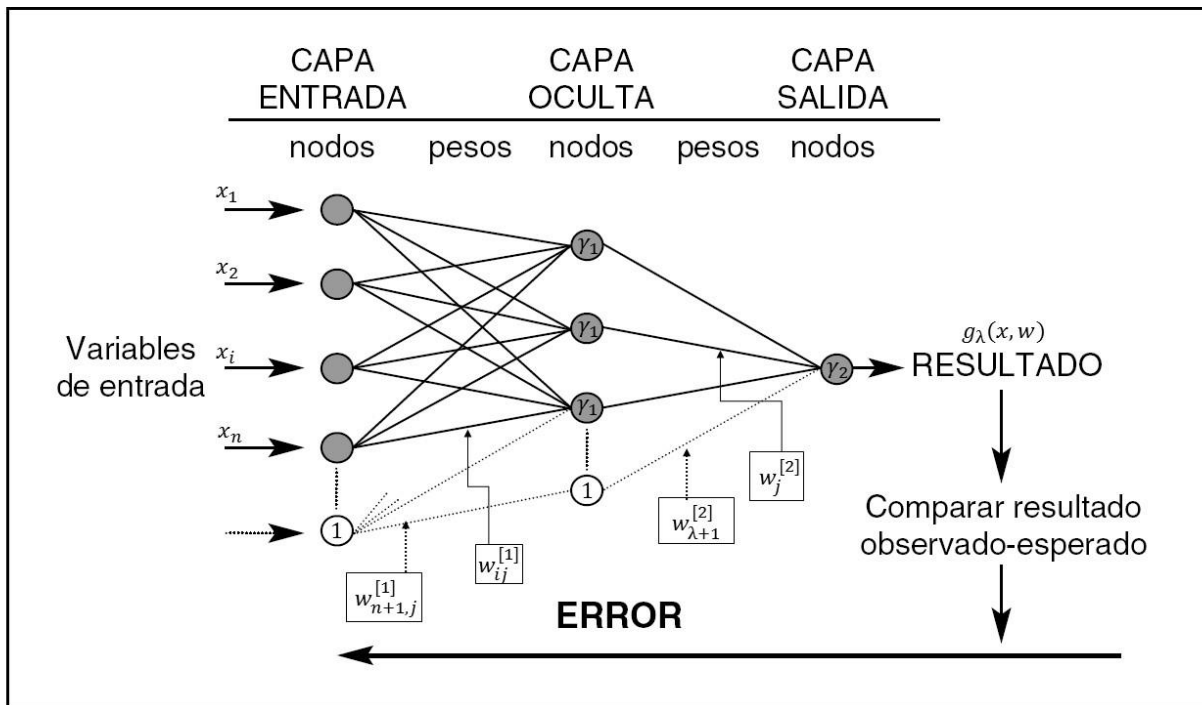 CAPA ENTRADA
CAPA OCULTA
CAPA SALIDA
nodos pesos nodos pesos nodos
x₁
x₂
x_i
x_n
Variables
de entrada
1
γ₁
γ₁
γ₁
1
γ₂
g_λ(x, w)
RESULTADO
w_j^[2]
w_{λ+1}^[2]
w_{ij}^[1]
w_{n+1,j}^[1]
Comparar resultado
observado-esperado
ERROR